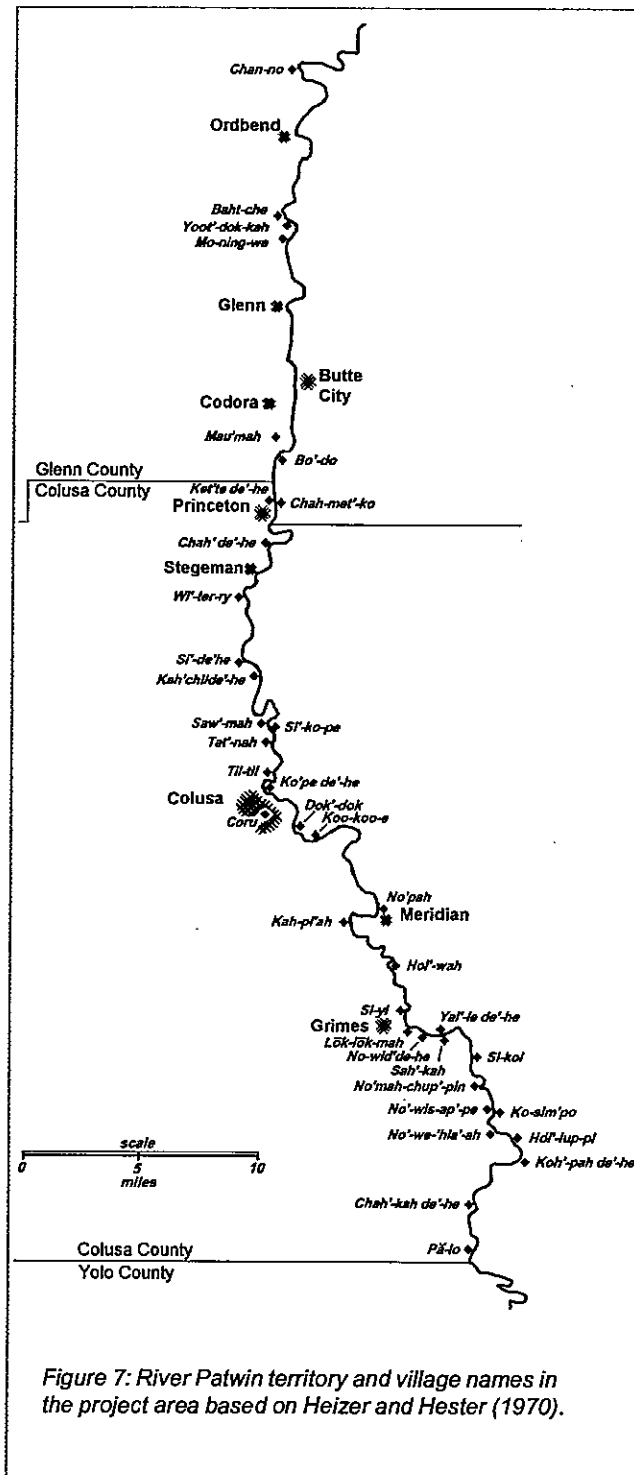 Chan-no
Ordbend
Baht-che
Yoot'-dok-kah
Mo-ning-we
Glenn
Butte
City
Codora
Mau'mah
Bo'-do
Glenn County
Colusa County
Ket'te de'-he
Princeton
Chah-met'-ko
Chah' de'-he
Stegeman
Wi'-ter-ry
Si'-de'he
Kah'chil/de'-he
Saw'-mah
Si'-ko-pe
Tat'-nah
Til-til
Ko'pe de'-he
Colusa
Coru
Dok'-dok
Koo-koo-e
No'pah
Meridian
Kah-pi'ah
Hol'-wah
Si-yi
Grimes
Yal'-le de'-he
Lōk-lōk-mah
No-wid'de-he
Sah'-kah
Si-kol
No'mah-chup'-pin
No'-wis-ap'-pe
Ko-sim'po
No'-we-'hla'-ah
Hol'-lup-pi
Koh'-pah de'-he
scale
0 5 10
miles
Chah'-kah de'-he
Colusa County
Pă-lo
Yolo County
Figure 7: River Patwin territory and village names in
the project area based on Heizer and Hester (1970).